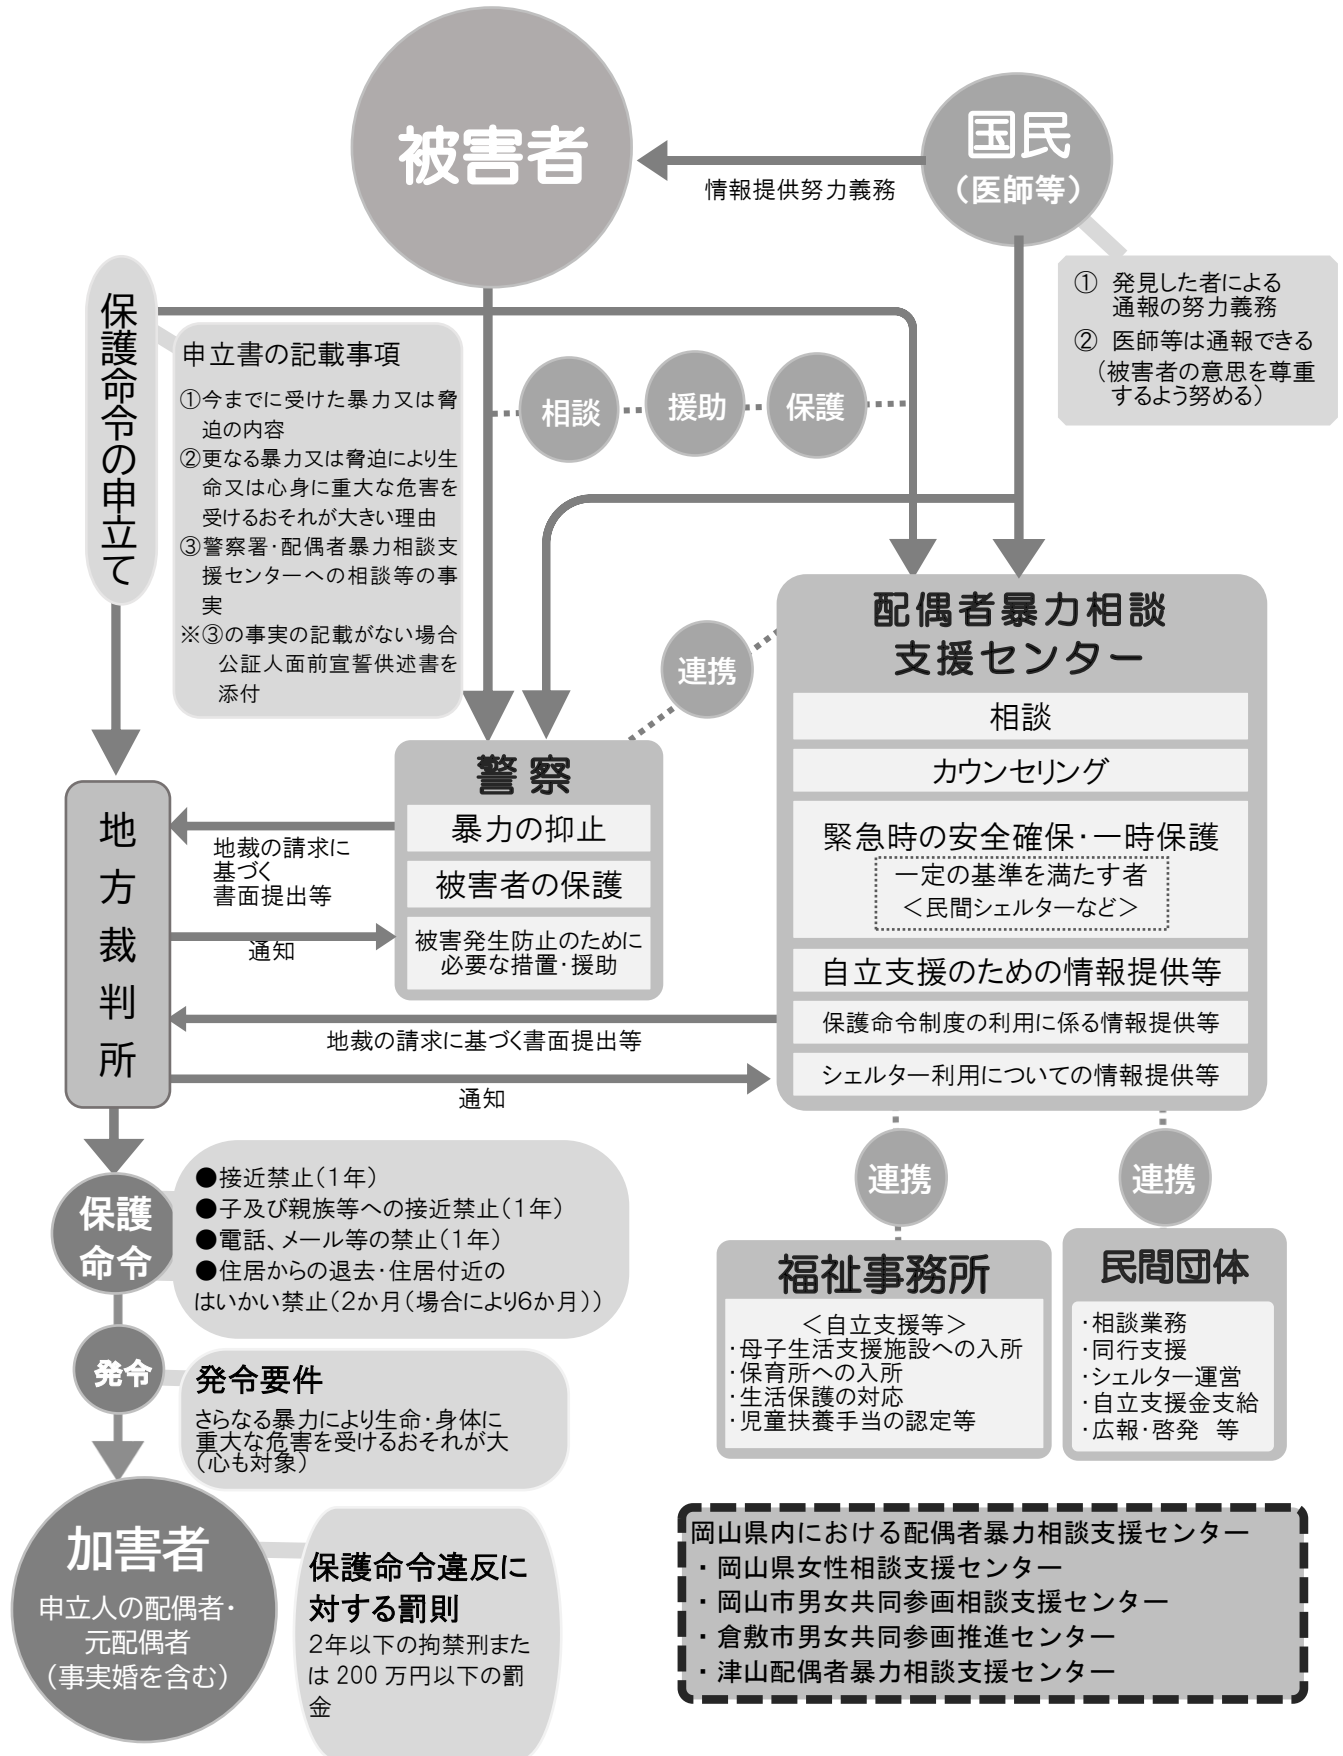 被害者
国民
（医師等）
情報提供努力義務
① 発見した者による
通報の努力義務
② 医師等は通報できる
（被害者の意思を尊重
するよう努める）
保護命令の申立て
申立書の記載事項
①今までに受けた暴力又は脅
迫の内容
②更なる暴力又は脅迫により生
命又は心身に重大な危害を
受けるおそれが大きい理由
③警察署・配偶者暴力相談支
援センターへの相談等の事
実
※③の事実の記載がない場合
公証人面前宣誓供述書を
添付
相談
援助
保護
連携
配偶者暴力相談
支援センター
相談
カウンセリング
緊急時の安全確保・一時保護
一定の基準を満たす者
＜民間シェルターなど＞
自立支援のための情報提供等
保護命令制度の利用に係る情報提供等
シェルター利用についての情報提供等
警察
暴力の抑止
被害者の保護
被害発生防止のために
必要な措置・援助
地方裁判所
地裁の請求に
基づく
書面提出等
通知
地裁の請求に基づく書面提出等
通知
保護
命令
●接近禁止（1年）
●子及び親族等への接近禁止（1年）
●電話、メール等の禁止（1年）
●住居からの退去・住居付近の
はいかい禁止（2か月（場合により6か月））
発令
発令要件
さらなる暴力により生命・身体に
重大な危害を受けるおそれが大
（心も対象）
加害者
申立人の配偶者・
元配偶者
（事実婚を含む）
保護命令違反に
対する罰則
2年以下の拘禁刑また
は 200 万円以下の罰
金
連携
連携
福祉事務所
＜自立支援等＞
・母子生活支援施設への入所
・保育所への入所
・生活保護の対応
・児童扶養手当の認定等
民間団体
・相談業務
・同行支援
・シェルター運営
・自立支援金支給
・広報・啓発 等
岡山県内における配偶者暴力相談支援センター
・岡山県女性相談支援センター
・岡山市男女共同参画相談支援センター
・倉敷市男女共同参画推進センター
・津山配偶者暴力相談支援センター